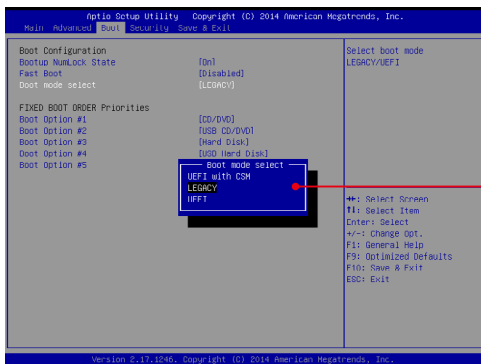 Aptio Setup Utility Copyright (C) 2014 American Megatrends, Inc.
Main Advanced Boot Security Save & Exit
Boot Configuration
Bootup NumLock State [On]
Fast Boot [Disabled]
Boot mode select [LEGACY]
FIXED BOOT ORDER Priorities
Boot Option #1 [CD/DVD]
Boot Option #2 [USB CD/DVD]
Boot Option #3 [Hard Disk]
Boot Option #4 [USB Hard Disk]
Boot Option #5
Boot mode select
UEFI with CSM
LEGACY
UEFI
Select boot mode
LEGACY/UEFI
→←: Select Screen
↑↓: Select Item
Enter: Select
+/-: Change Opt.
F1: General Help
F9: Optimized Defaults
F10: Save & Exit
ESC: Exit
Version 2.17.1246. Copyright (C) 2014 American Megatrends, Inc.